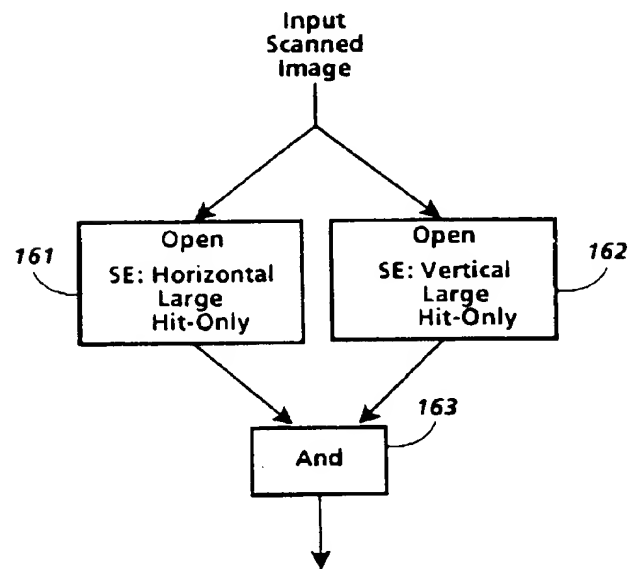 Input
Scanned
Image
161
Open
SE: Horizontal
Large
Hit-Only
Open
SE: Vertical
Large
Hit-Only
162
163
And